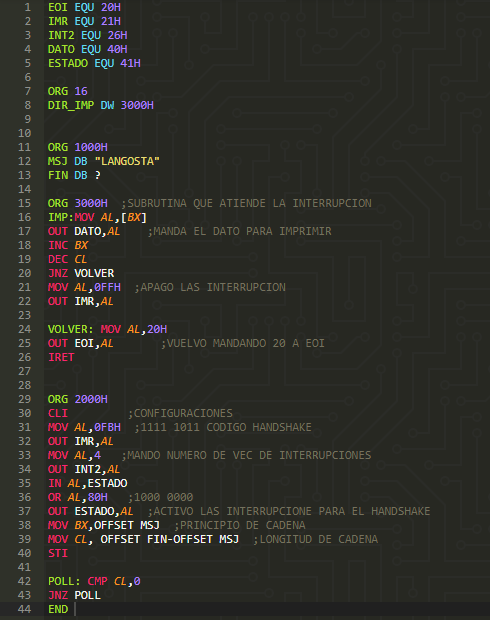 1 EOI EQU 20H
2 IMR EQU 21H
3 INT2 EQU 26H
4 DATO EQU 40H
5 ESTADO EQU 41H
6
7 ORG 16
8 DIR_IMP DW 3000H
9
10
11 ORG 1000H
12 MSJ DB "LANGOSTA"
13 FIN DB ?
14
15 ORG 3000H ;SUBRUTINA QUE ATIENDE LA INTERRUPCION
16 IMP:MOV AL,[BX]
17 OUT DATO,AL ;MANDA EL DATO PARA IMPRIMIR
18 INC BX
19 DEC CL
20 JNZ VOLVER
21 MOV AL,0FFH ;APAGO LAS INTERRUPCION
22 OUT IMR,AL
23
24 VOLVER: MOV AL,20H
25 OUT EOI,AL ;VUELVO MANDANDO 20 A EOI
26 IRET
27
28
29 ORG 2000H
30 CLI ;CONFIGURACIONES
31 MOV AL,0FBH ;1111 1011 CODIGO HANDSHAKE
32 OUT IMR,AL
33 MOV AL,4 ;MANDO NUMERO DE VEC DE INTERRUPCIONES
34 OUT INT2,AL
35 IN AL,ESTADO
36 OR AL,80H ;1000 0000
37 OUT ESTADO,AL ;ACTIVO LAS INTERRUPCIONE PARA EL HANDSHAKE
38 MOV BX,OFFSET MSJ ;PRINCIPIO DE CADENA
39 MOV CL, OFFSET FIN-OFFSET MSJ ;LONGITUD DE CADENA
40 STI
41
42 POLL: CMP CL,0
43 JNZ POLL
44 END